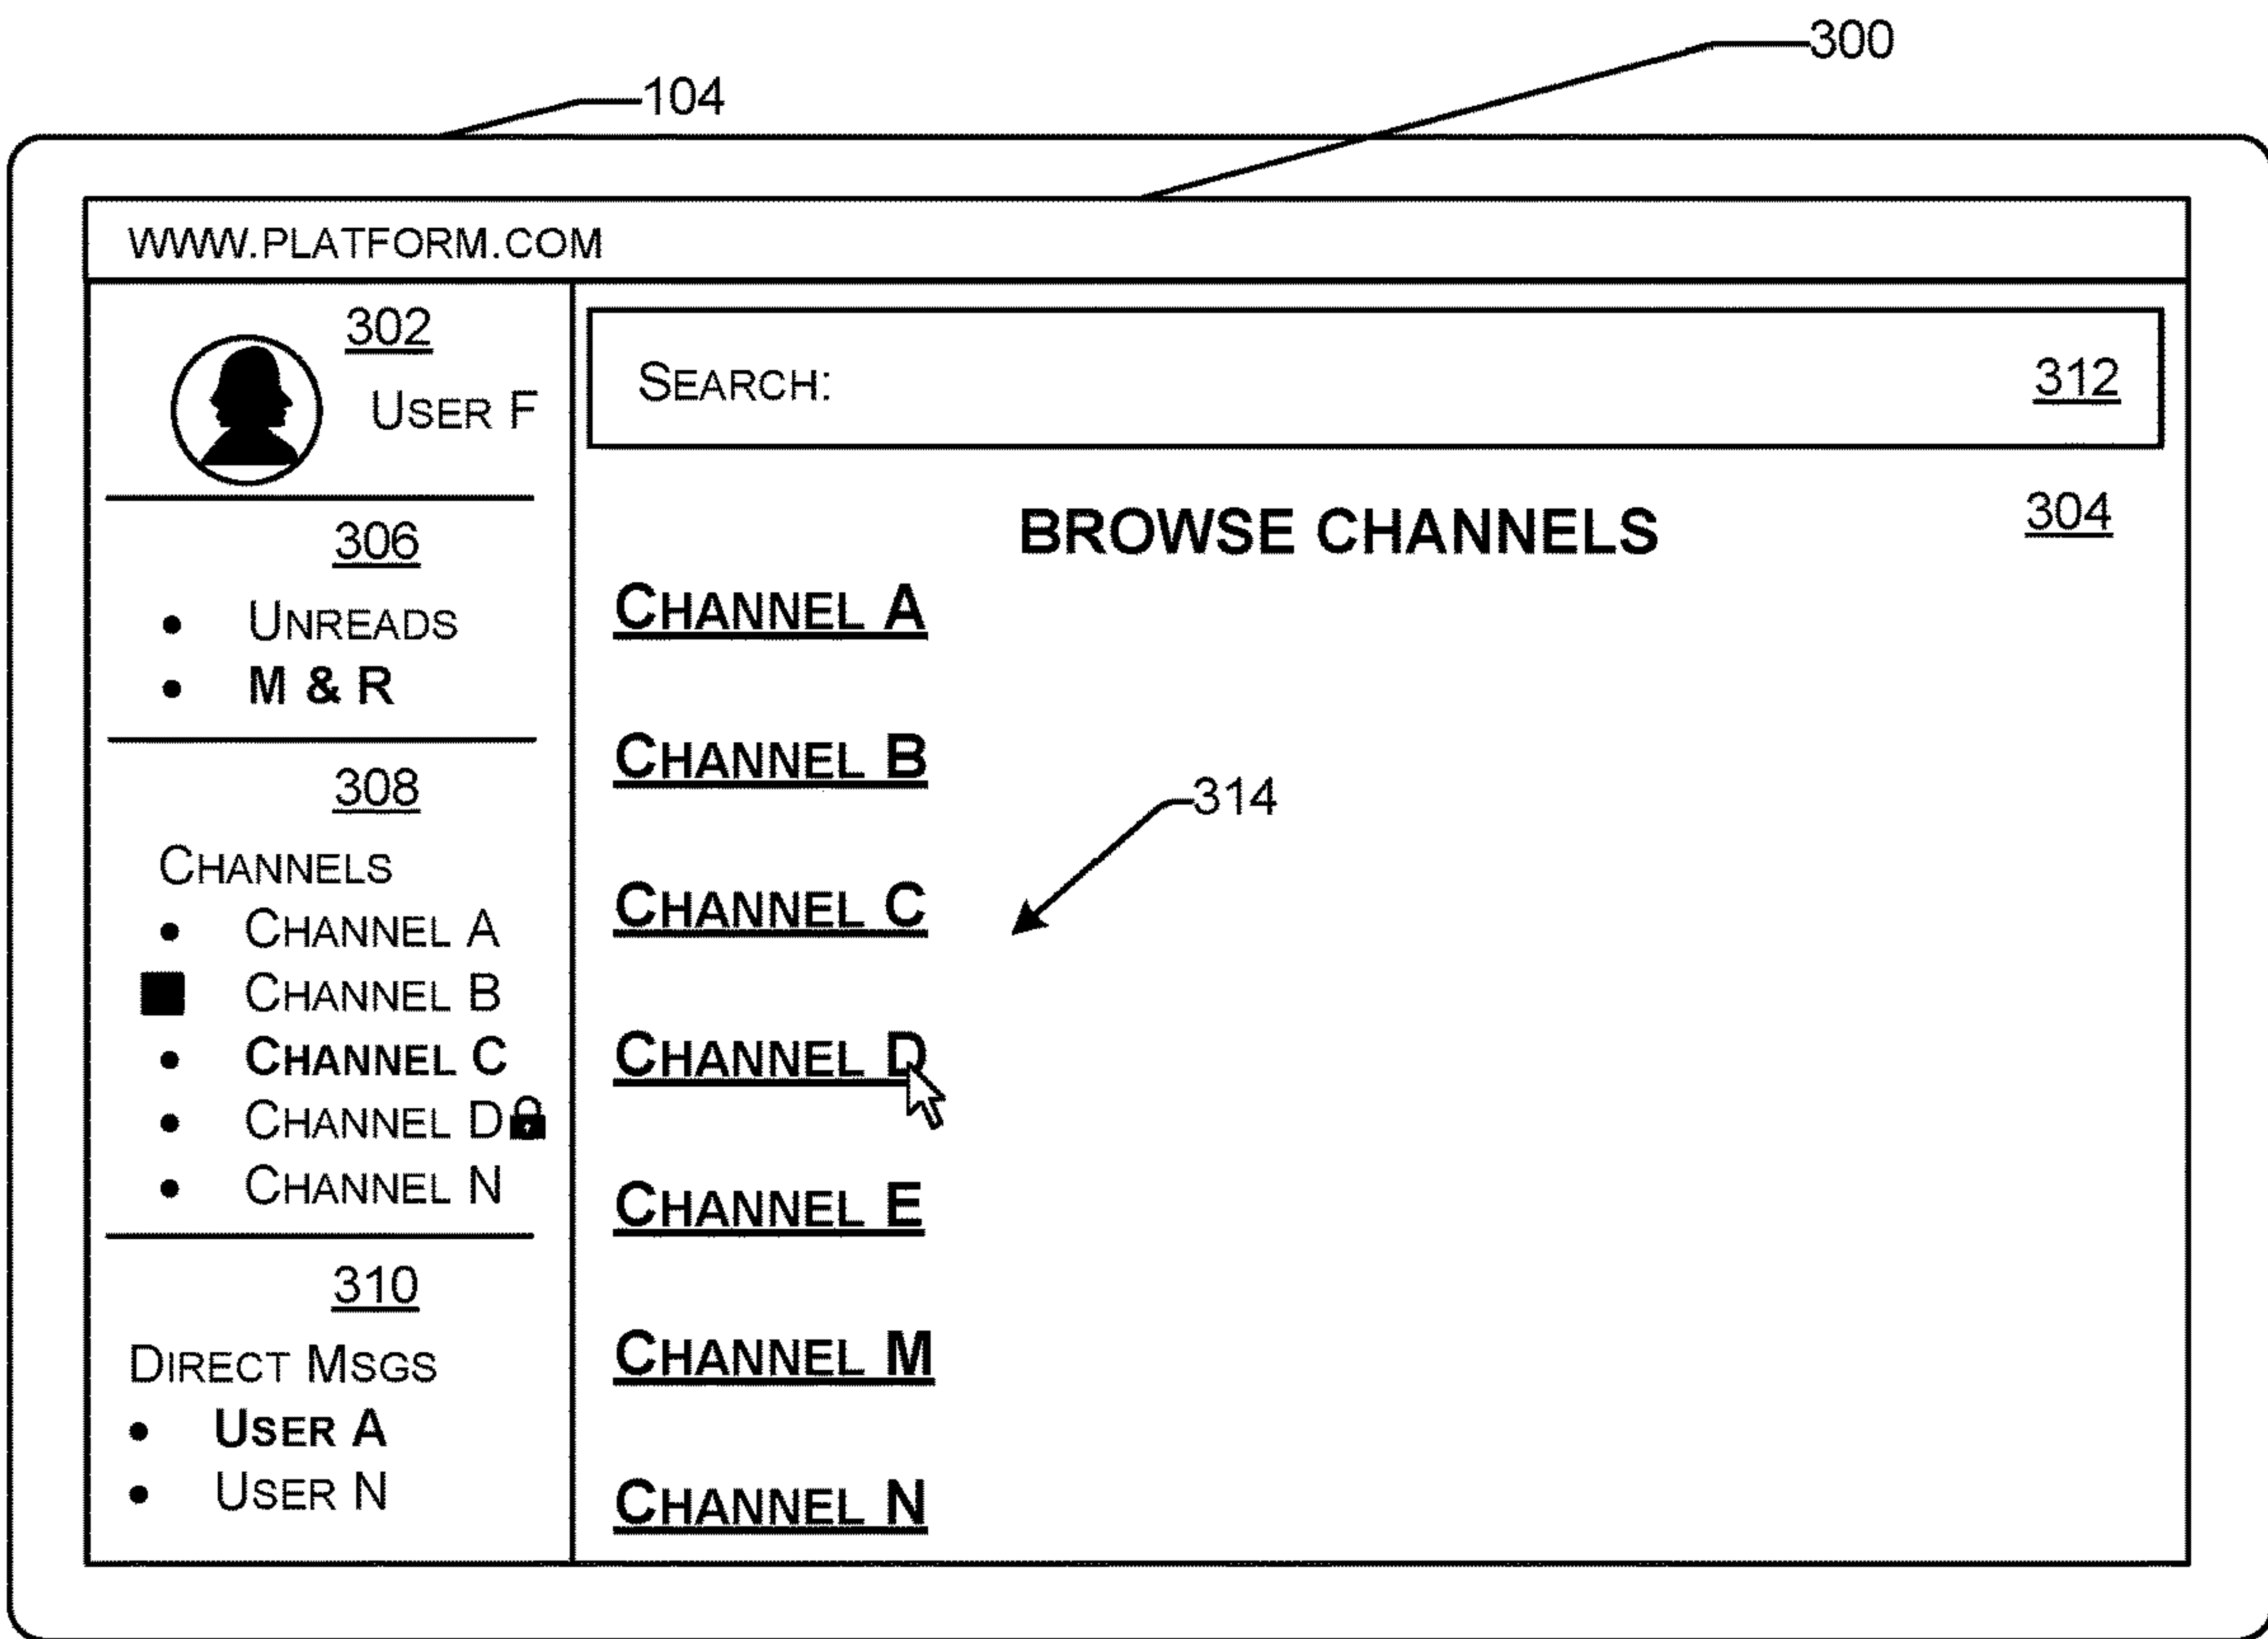 300
104
WWW.PLATFORM.COM
302
USER F
306
• UNREADS
• M & R
308
CHANNELS
• CHANNEL A
CHANNEL B
• CHANNEL C
• CHANNEL D
• CHANNEL N
310
DIRECT MSGS
• USER A
• USER N
SEARCH:
312
304
BROWSE CHANNELS
CHANNEL A
CHANNEL B
314
CHANNEL C
CHANNEL D
CHANNEL E
CHANNEL M
CHANNEL N